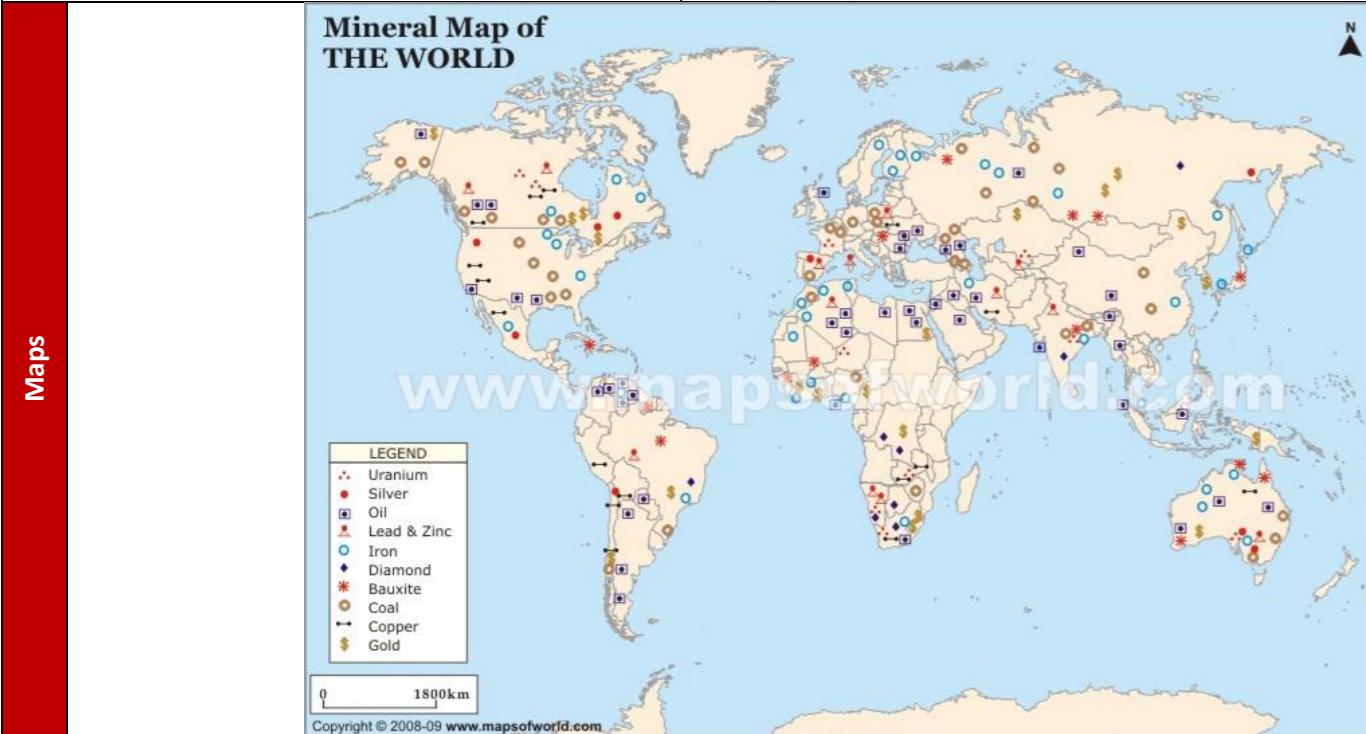 Maps
Mineral Map of
THE WORLD
N
www.mapsofworld.com
LEGEND
Uranium
Silver
Oil
Lead & Zinc
Iron
Diamond
Bauxite
Coal
Copper
Gold
0 1800km
Copyright © 2008-09 www.mapsofworld.com